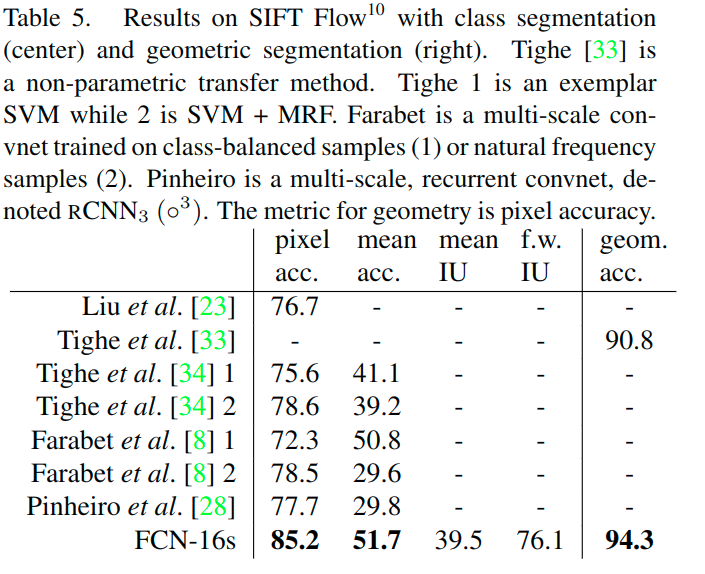 Table 5. Results on SIFT Flow¹⁰ with class segmentation
(center) and geometric segmentation (right). Tighe [33] is
a non-parametric transfer method. Tighe 1 is an exemplar
SVM while 2 is SVM + MRF. Farabet is a multi-scale con-
vnet trained on class-balanced samples (1) or natural frequency
samples (2). Pinheiro is a multi-scale, recurrent convnet, de-
noted RCNN₃ (∘³). The metric for geometry is pixel accuracy.
pixel mean mean f.w. geom.
acc. acc. IU IU acc.
Liu et al. [23] 76.7 - - - -
Tighe et al. [33] - - - - 90.8
Tighe et al. [34] 1 75.6 41.1 - - -
Tighe et al. [34] 2 78.6 39.2 - - -
Farabet et al. [8] 1 72.3 50.8 - - -
Farabet et al. [8] 2 78.5 29.6 - - -
Pinheiro et al. [28] 77.7 29.8 - - -
FCN-16s 85.2 51.7 39.5 76.1 94.3